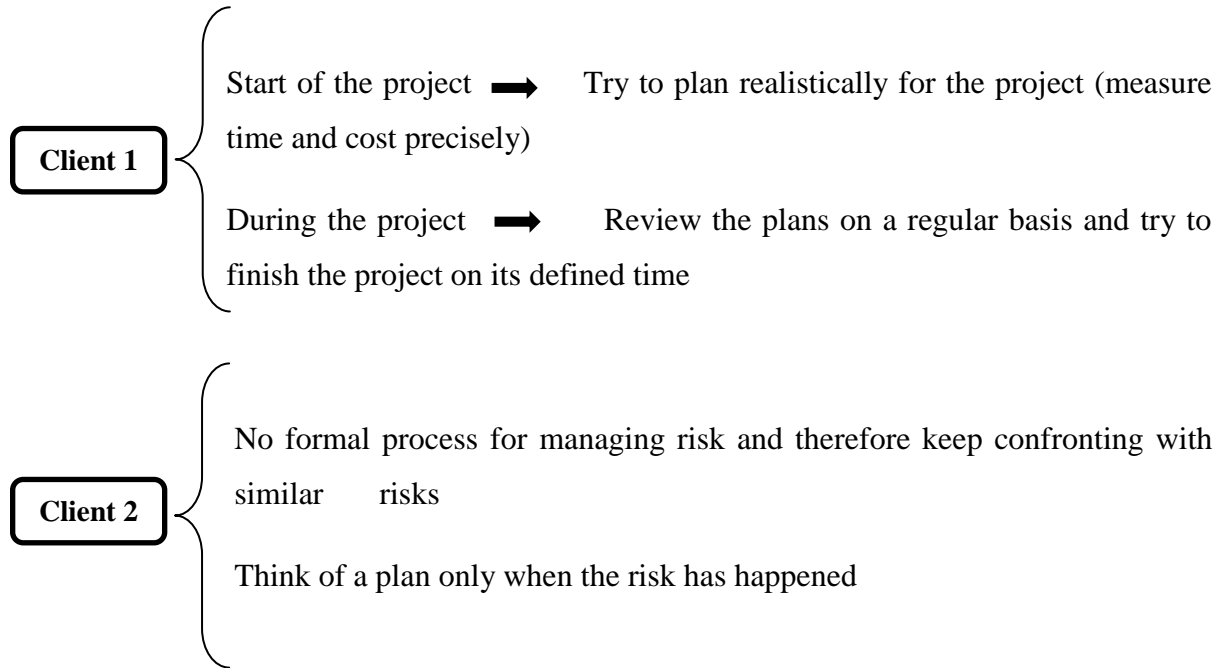 Start of the project ➡ Try to plan realistically for the project (measure
time and cost precisely)
Client 1
During the project ➡ Review the plans on a regular basis and try to
finish the project on its defined time
No formal process for managing risk and therefore keep confronting with
similar risks
Client 2
Think of a plan only when the risk has happened